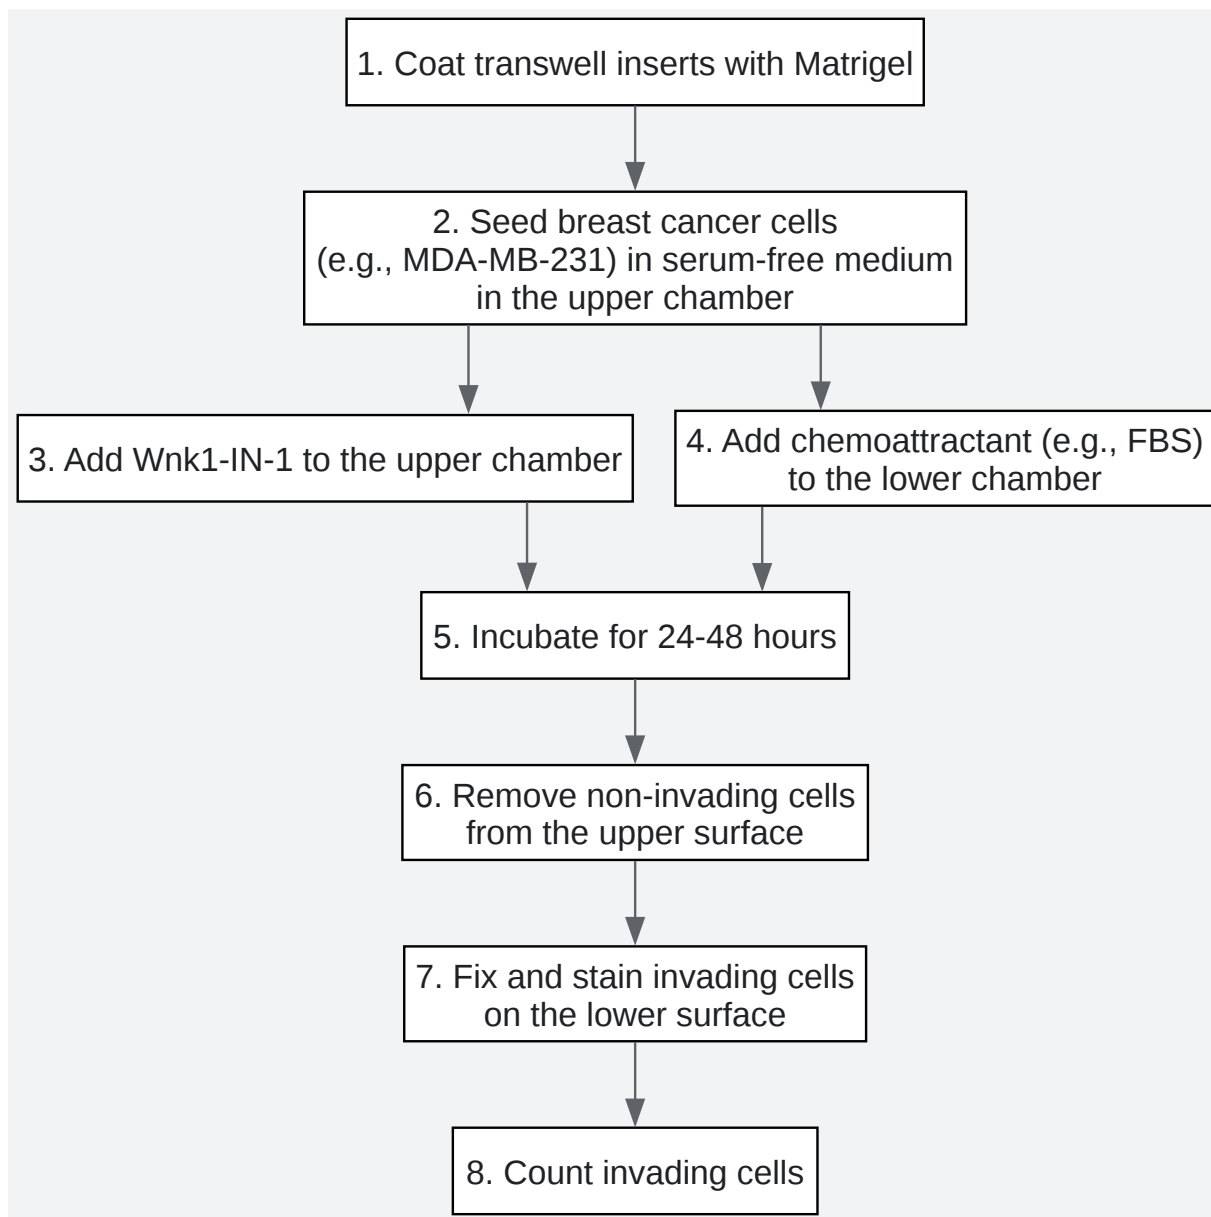 1. Coat transwell inserts with Matrigel
2. Seed breast cancer cells
(e.g., MDA-MB-231) in serum-free medium
in the upper chamber
3. Add Wnk1-IN-1 to the upper chamber
4. Add chemoattractant (e.g., FBS)
to the lower chamber
5. Incubate for 24-48 hours
6. Remove non-invading cells
from the upper surface
7. Fix and stain invading cells
on the lower surface
8. Count invading cells